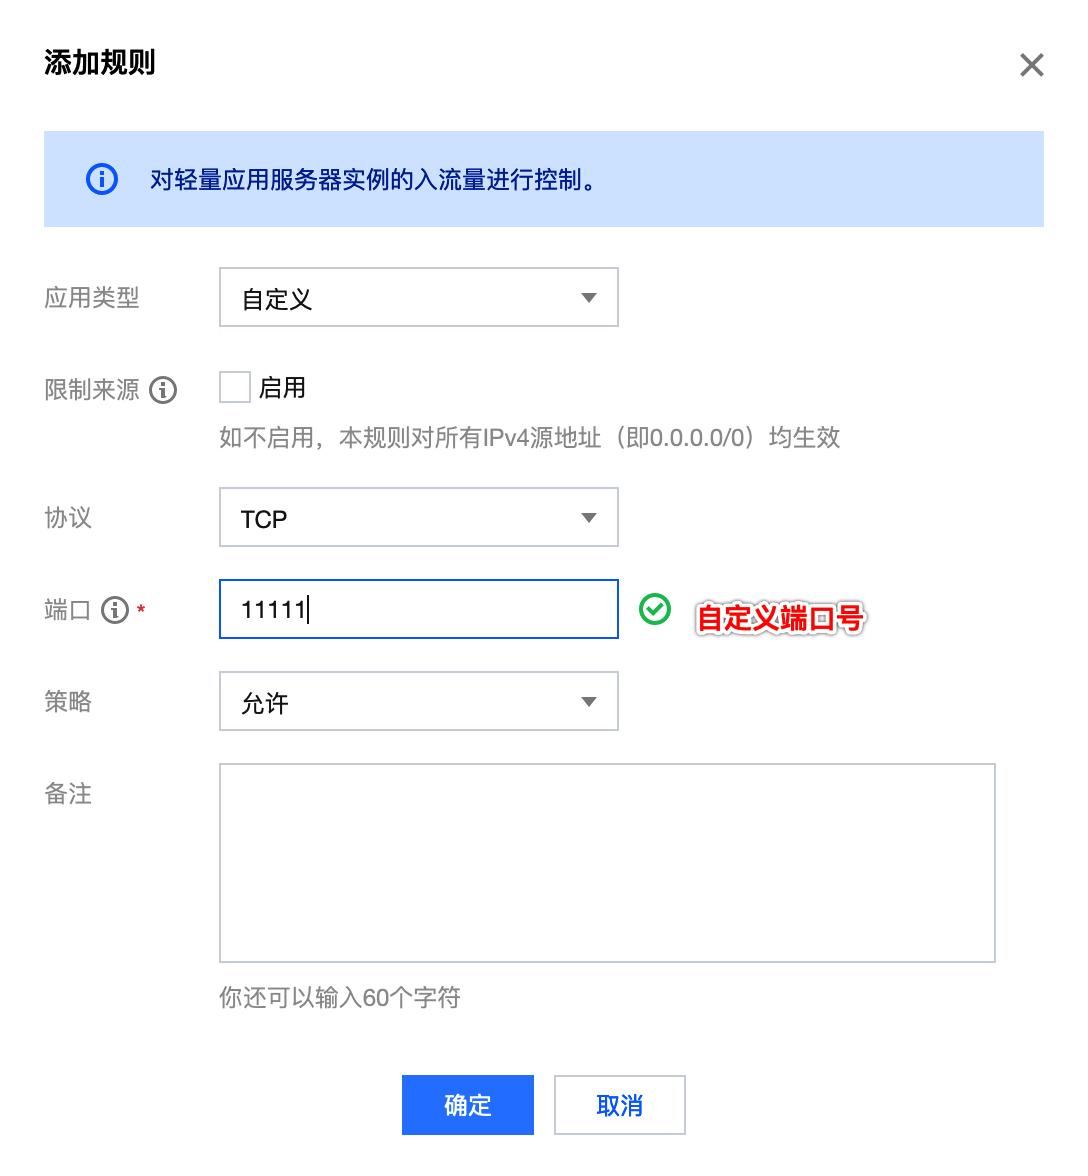 添加规则
对轻量应用服务器实例的入流量进行控制。
应用类型 自定义
限制来源 启用
如不启用，本规则对所有IPv4源地址（即0.0.0.0/0）均生效
协议 TCP
端口 * 11111 自定义端口号
策略 允许
备注
你还可以输入60个字符
确定 取消